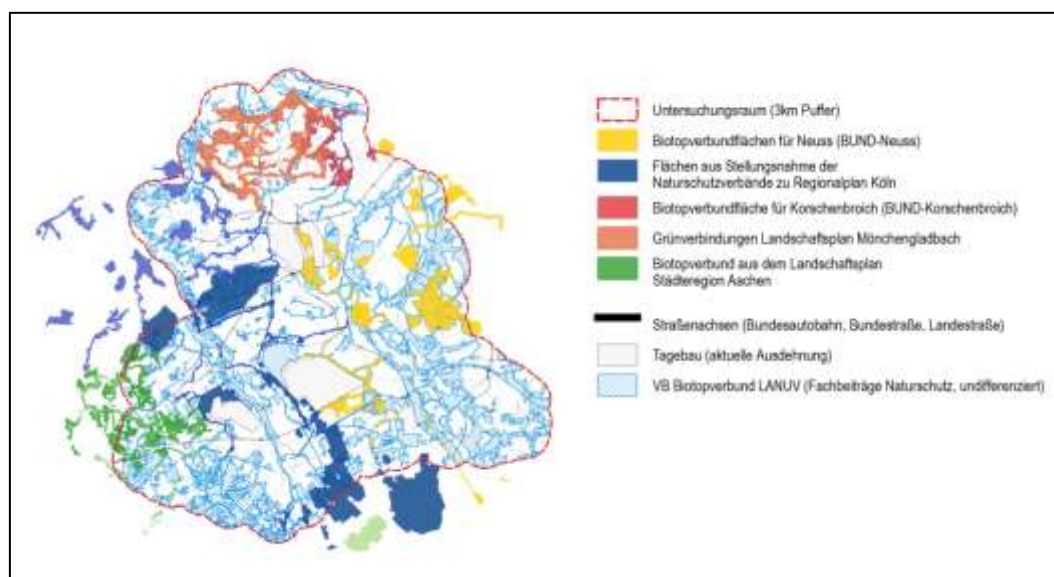 Untersuchungsraum (3km Puffer)
Biotopverbundflächen für Neuss (BUND-Neuss)
Flächen aus Stellungsnahme der
Naturschutzverbände zu Regionalplan Köln
Biotopverbundfläche für Korschenbroich (BUND-Korschenbroich)
Grünverbindungen Landschaftsplan Mönchengladbach
Biotopverbund aus dem Landschaftsplan
Städteregion Aachen
Straßenachsen (Bundesautobahn, Bundestraße, Landestraße)
Tagebau (aktuelle Ausdehnung)
VB Biotopverbund LANUV (Fachbeiträge Naturschutz, undifferenziert)